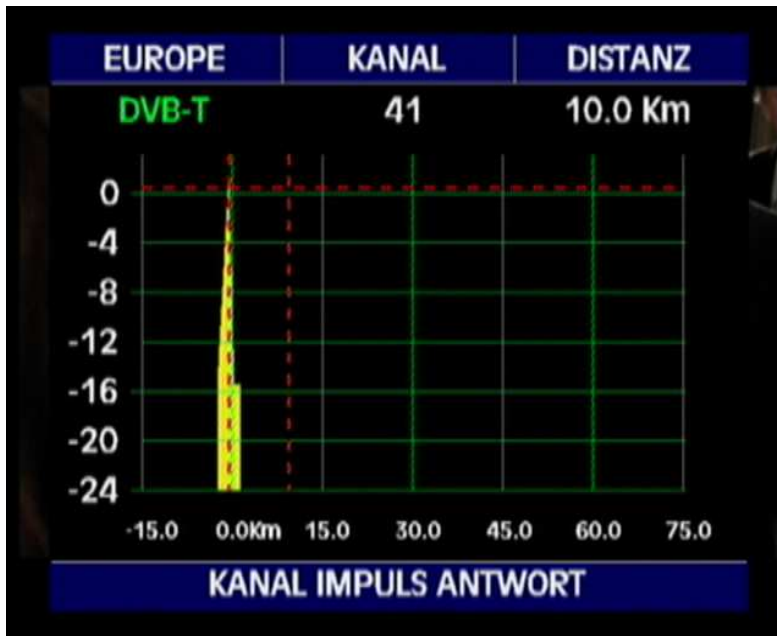 EUROPE KANAL DISTANZ
DVB-T 41 10.0 Km
0
-4
-8
-12
-16
-20
-24
-15.0 0.0Km 15.0 30.0 45.0 60.0 75.0
KANAL IMPULS ANTWORT